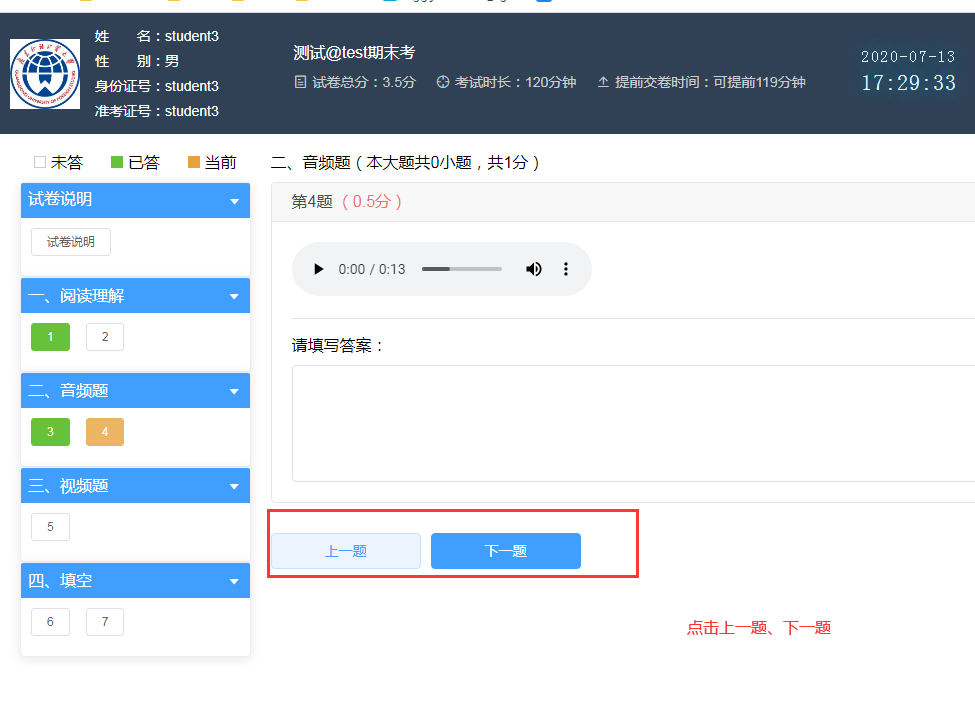 姓 名：student3
性 别：男
身份证号：student3
准考证号：student3
测试@test期末考
试卷总分：3.5分 考试时长：120分钟 提前交卷时间：可提前119分钟
2020-07-13
17:29:33
未答 已答 当前
试卷说明
试卷说明
一、阅读理解
1 2
二、音频题
3 4
三、视频题
5
四、填空
6 7
二、音频题（本大题共0小题，共1分）
第4题（0.5分）
0:00 / 0:13
请填写答案：
上一题 下一题
点击上一题、下一题